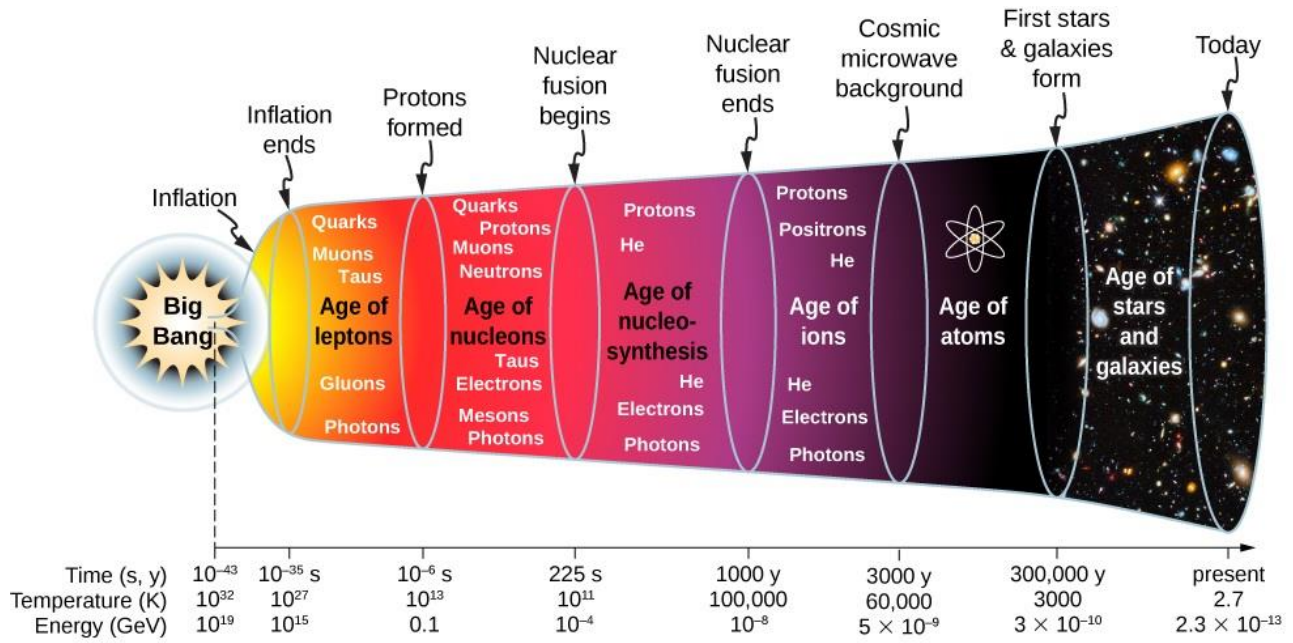 Inflation
Inflation
ends
Protons
formed
Nuclear
fusion
begins
Nuclear
fusion
ends
Cosmic
microwave
background
First stars
& galaxies
form
Today
Big
Bang
Quarks
Muons
Taus
Age of
leptons
Gluons
Photons
Quarks
Protons
Muons
Neutrons
Age of
nucleons
Taus
Electrons
Mesons
Photons
Protons
He
Age of
nucleo-
synthesis
He
Electrons
Photons
Protons
Positrons
He
Age of
ions
He
Electrons
Photons
Age of
atoms
Age of
stars
and
galaxies
Time (s, y) 10⁻⁴³ 10⁻³⁵ s 10⁻⁶ s 225 s 1000 y 3000 y 300,000 y present
Temperature (K) 10³² 10²⁷ 10¹³ 10¹¹ 100,000 60,000 3000 2.7
Energy (GeV) 10¹⁹ 10¹⁵ 0.1 10⁻⁴ 10⁻⁸ 5 × 10⁻⁹ 3 × 10⁻¹⁰ 2.3 × 10⁻¹³